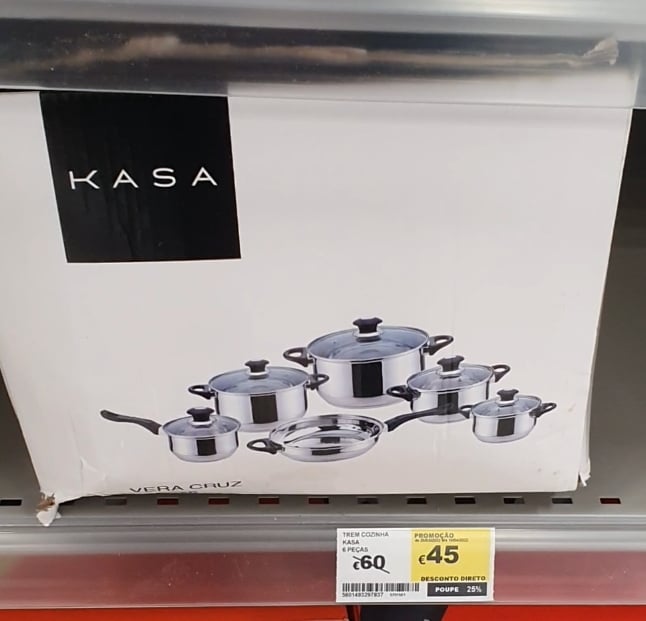 KASA
VERA CRUZ
TREM COZINHA
KASA
6 PEÇAS
€60
PROMOÇÃO
€45
DESCONTO DIRETO
POUPE 25%